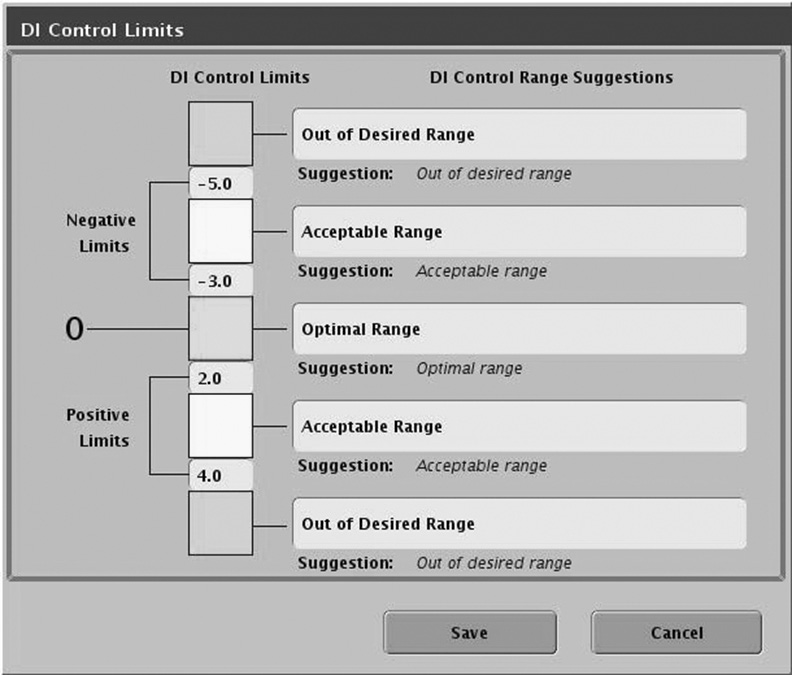 DI Control Limits
DI Control Limits DI Control Range Suggestions
Out of Desired Range
Suggestion: Out of desired range
-5.0
Negative
Limits
Acceptable Range
Suggestion: Acceptable range
-3.0
0
Optimal Range
Suggestion: Optimal range
2.0
Positive
Limits
Acceptable Range
Suggestion: Acceptable range
4.0
Out of Desired Range
Suggestion: Out of desired range
Save Cancel